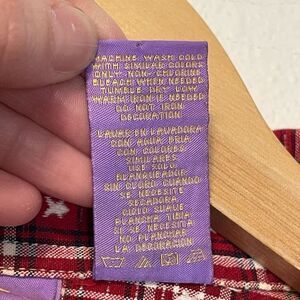 MACHINE WASH COLD
WITH SIMILAR COLORS
ONLY NON-CHLORINE
BLEACH WHEN NEEDED
TUMBLE DRY LOW
WARM IRON IF NEEDED
DO NOT IRON
DECORATION
LAVAR EN LAVADORA
CON AGUA FRIA
CON COLORES
SIMILARES
USE SOLO
BLANQUEADOR
SIN CLORO CUANDO
SE NECESITE
SECADORA
CICLO SUAVE
PLANCHA TIBIA
SI SE NECESITA
NO PLANCHAR
LA DECORACION